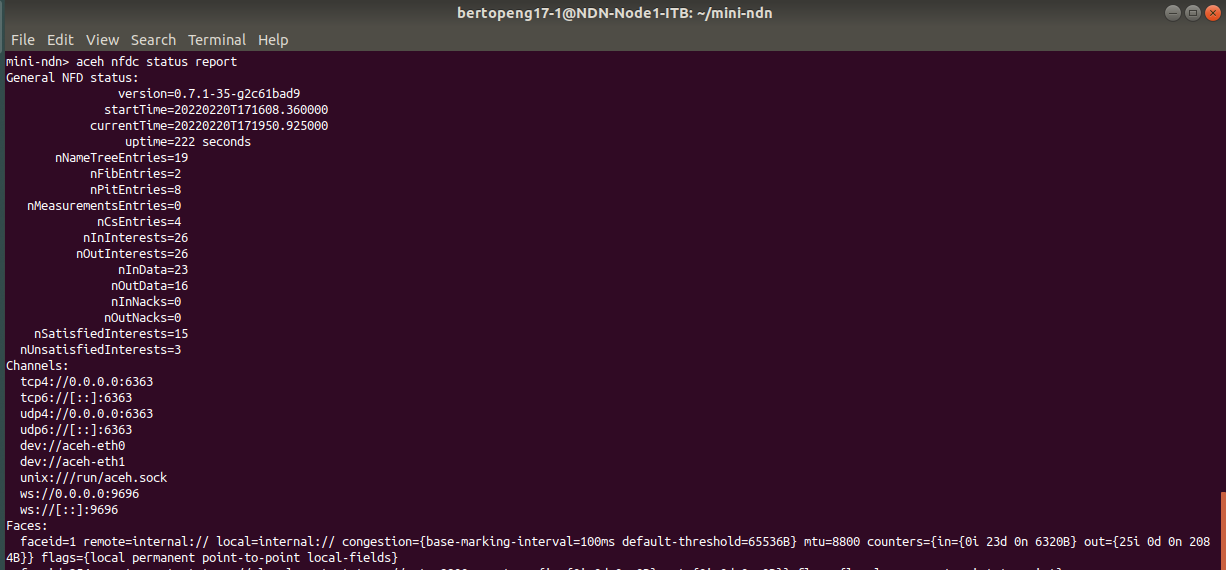 bertopeng17-1@NDN-Node1-ITB: ~/mini-ndn
File Edit View Search Terminal Help
mini-ndn> aceh nfdc status report
General NFD status:
version=0.7.1-35-g2c61bad9
startTime=20220220T171608.360000
currentTime=20220220T171950.925000
uptime=222 seconds
nNameTreeEntries=19
nFibEntries=2
nPitEntries=8
nMeasurementsEntries=0
nCsEntries=4
nInInterests=26
nOutInterests=26
nInData=23
nOutData=16
nInNacks=0
nOutNacks=0
nSatisfiedInterests=15
nUnsatisfiedInterests=3
Channels:
tcp4://0.0.0.0:6363
tcp6://[::]:6363
udp4://0.0.0.0:6363
udp6://[::]:6363
dev://aceh-eth0
dev://aceh-eth1
unix:///run/aceh.sock
ws://0.0.0.0:9696
ws://[::]:9696
Faces:
faceid=1 remote=internal:// local=internal:// congestion={base-marking-interval=100ms default-threshold=65536B} mtu=8800 counters={in={0i 23d 0n 6320B} out={25i 0d 0n 208
4B}} flags={local permanent point-to-point local-fields}